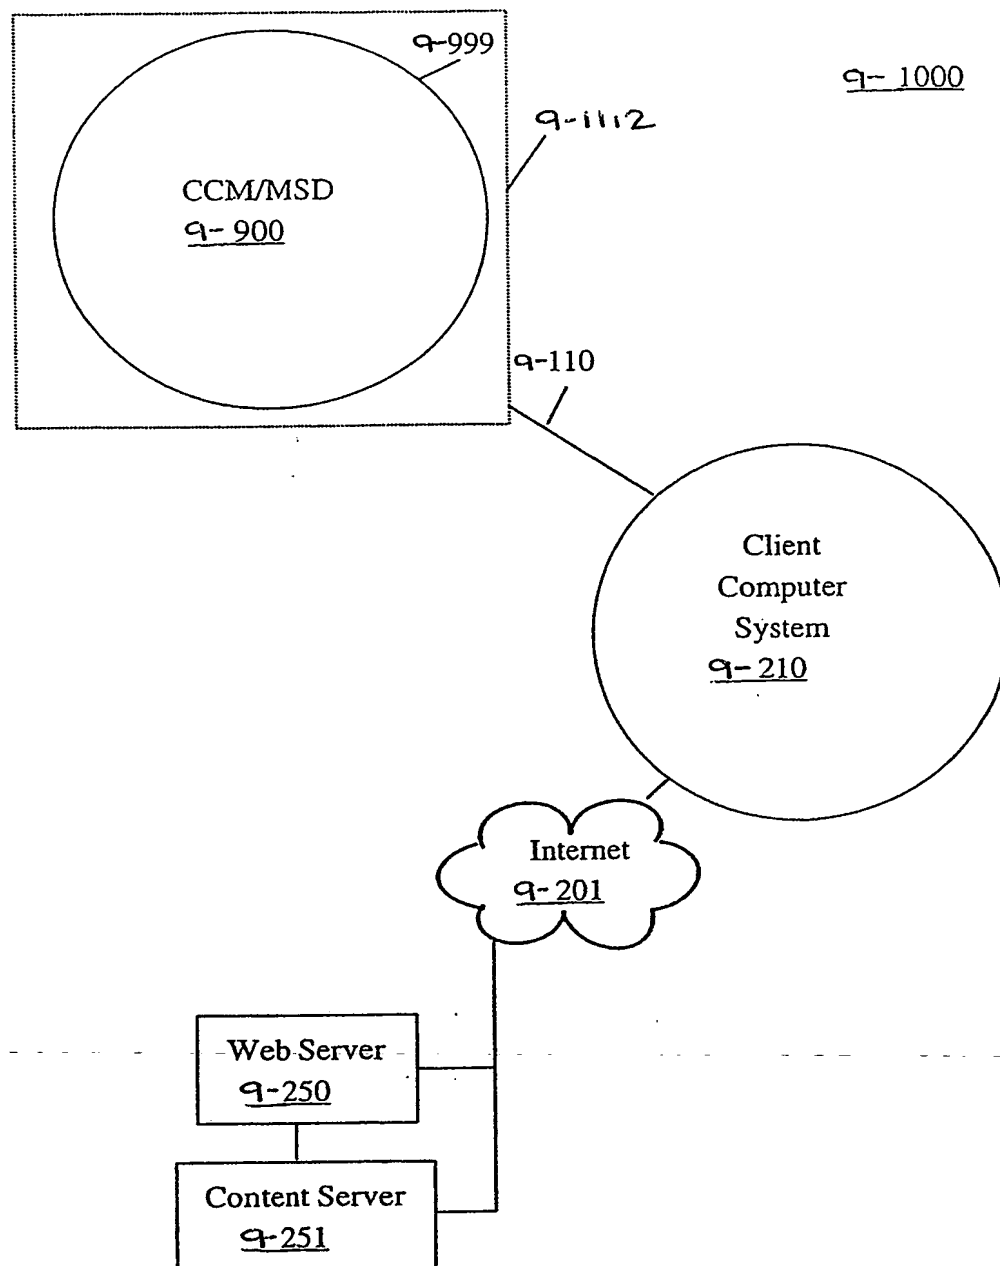 9-999
9-1000
9-1112
CCM/MSD
9-900
9-110
Client
Computer
System
9-210
Internet
9-201
Web Server
9-250
Content Server
9-251